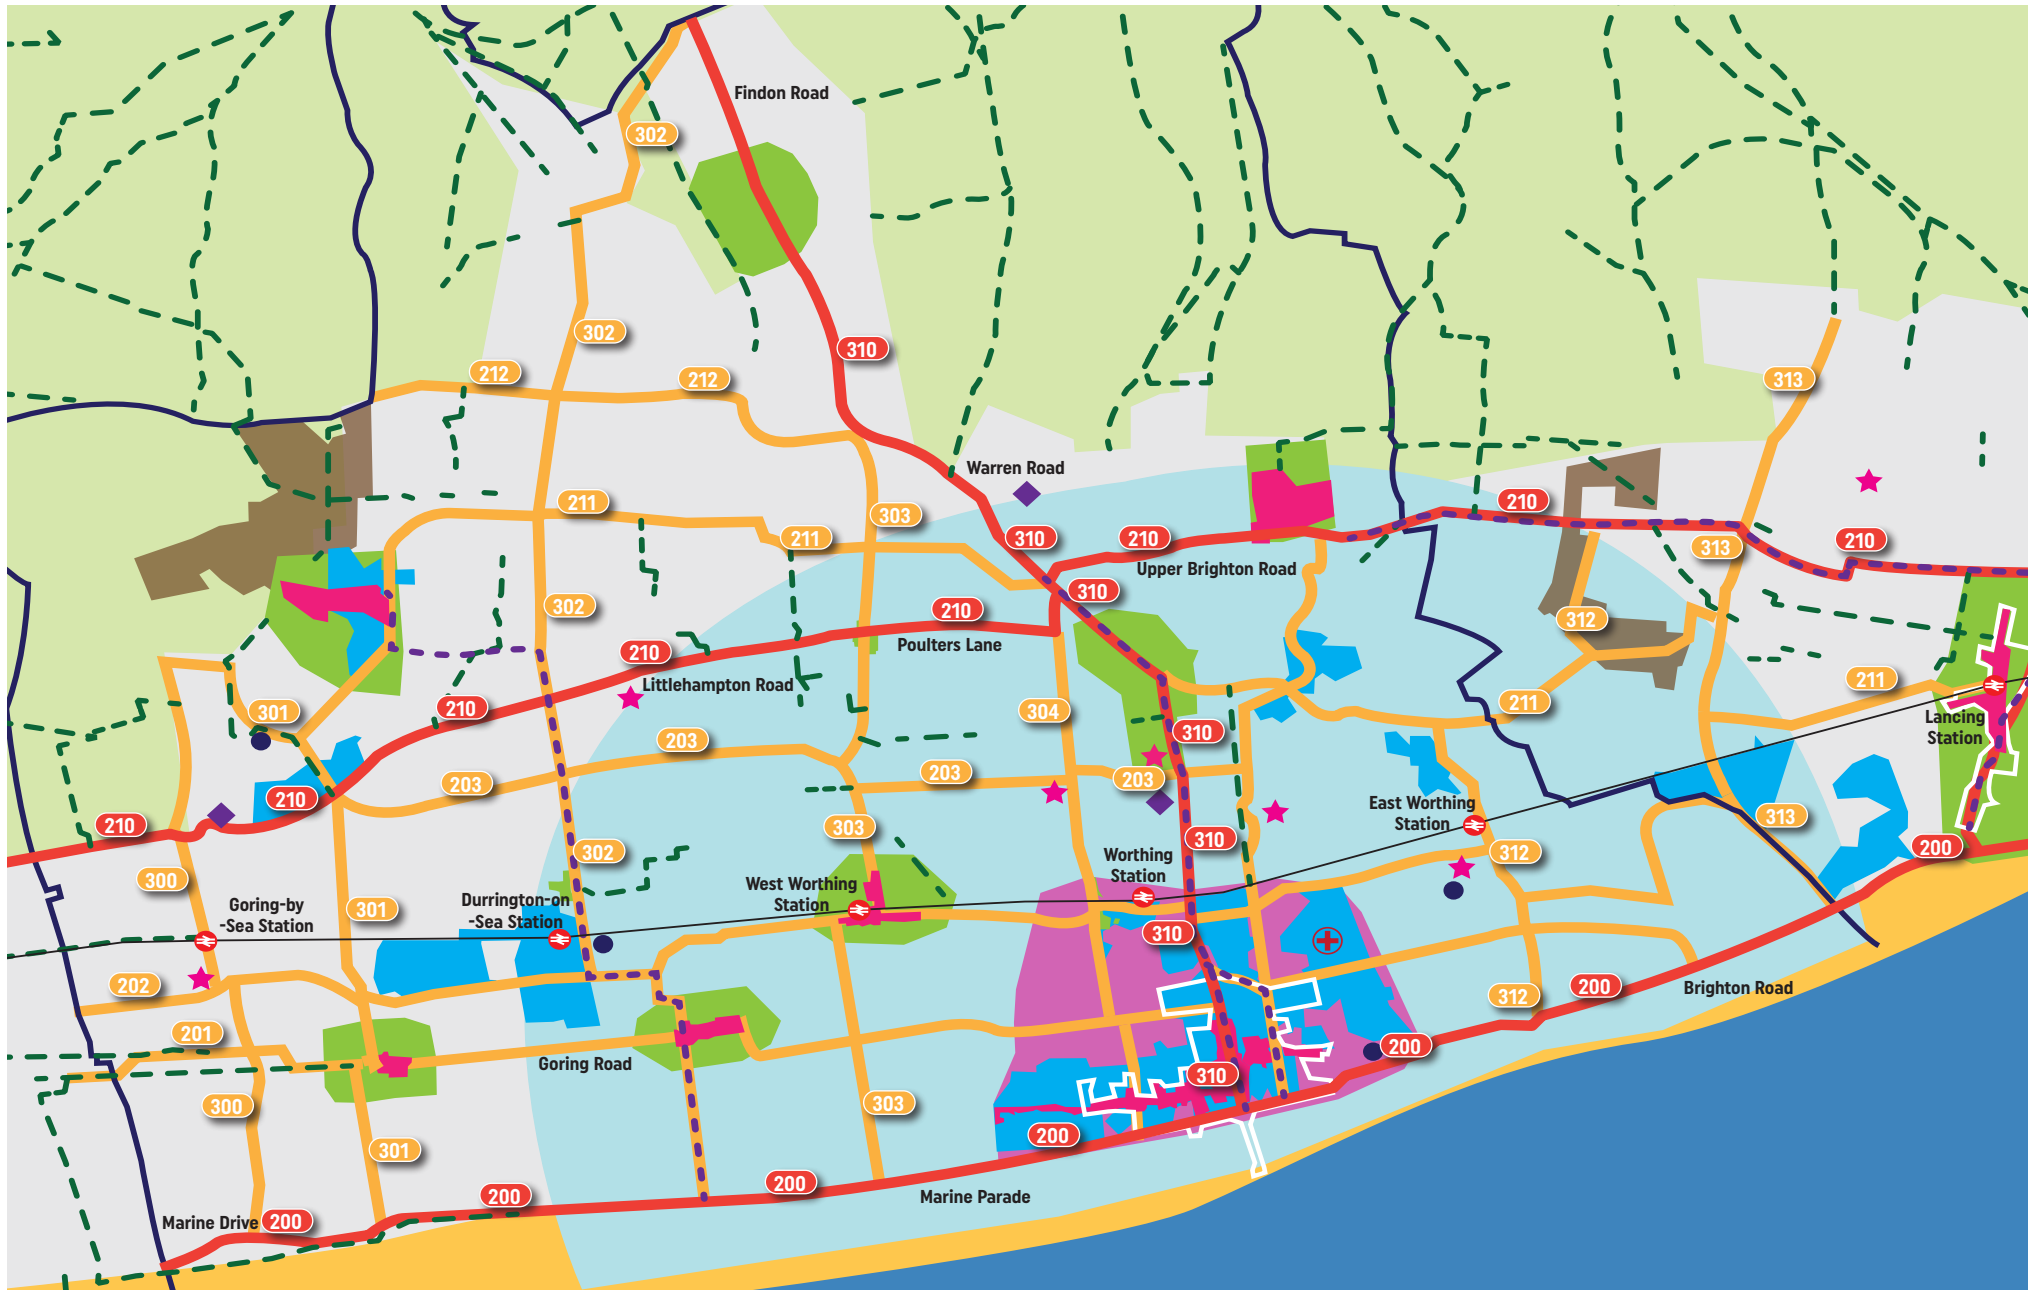 Findon Road
302
302
310
212
212
313
Warren Road
211
303
210
211
310
210
313
210
Upper Brighton Road
310
302
210
312
210
Poulters Lane
Littlehampton Road
211
301
210
304
211
Lancing
Station
310
203
203
203
203
210
East Worthing
Station
210
303
313
310
200
302
312
Worthing
Station
300
West Worthing
Station
Durrington-on
-Sea Station
Goring-by
-Sea Station
301
310
202
200
Brighton Road
312
201
200
Goring Road
310
300
303
200
301
200
200
Marine Parade
Marine Drive
200